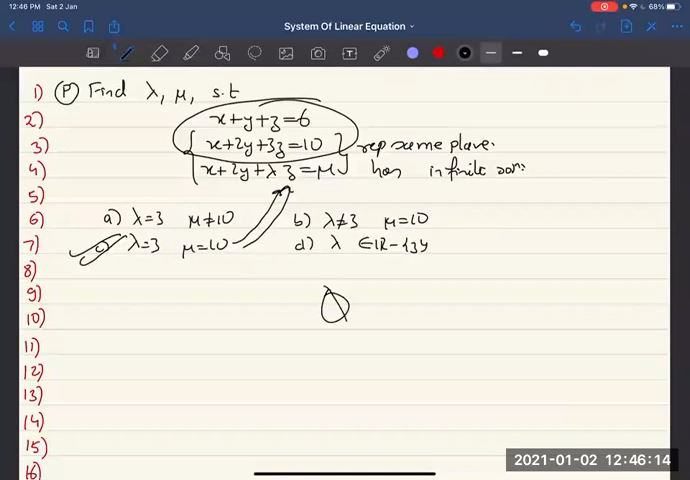 12:46 PM Sat 2 Jan
68%
System Of Linear Equation
1) P Find λ, μ, s.t
2) x+y+z=6
3) x+2y+3z=10 rep same plane.
4) x+2y+λz=μ has infinite son:
5)
6) a) λ=3 μ≠10 b) λ≠3 μ=10
7) c) λ=3 μ=10 d) λ ∈ IR-{3}
8)
9)
10)
11)
12)
13)
14)
15)
16)
2021-01-02 12:46:14